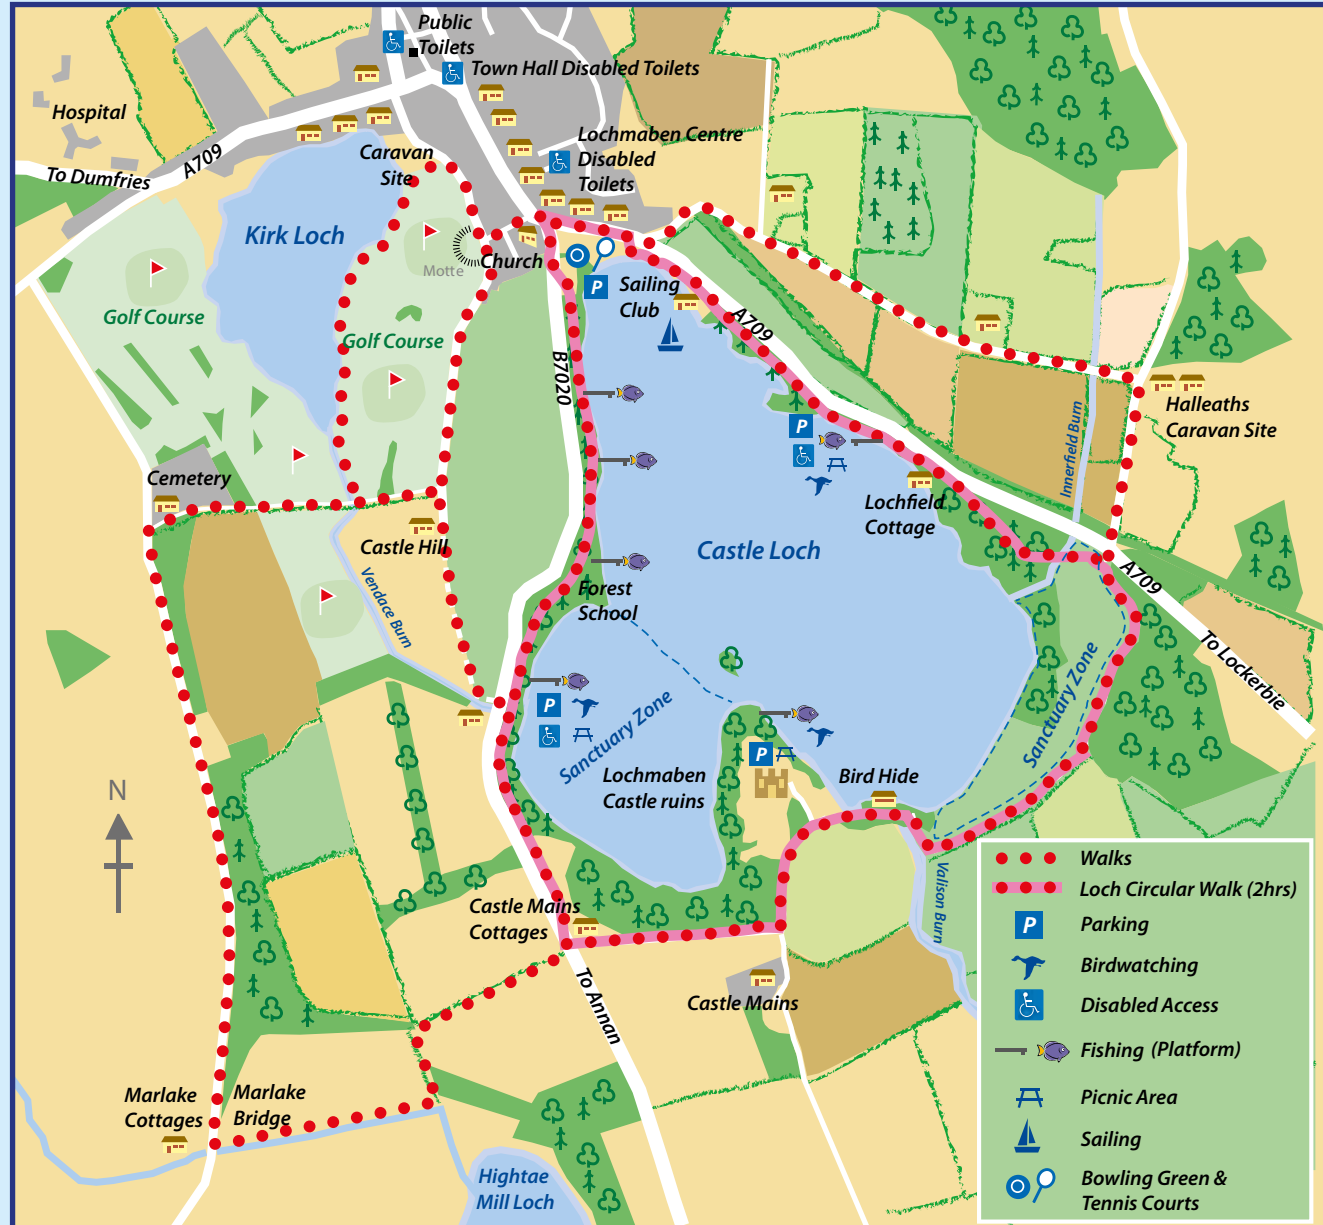 Public
Toilets
Town Hall Disabled Toilets
Hospital
Lochmaben Centre
Disabled
Toilets
Caravan
Site
A709
To Dumfries
Kirk Loch
Motte
Church
Golf Course
Golf Course
P
Sailing
Club
A709
B7020
Halleaths
Caravan Site
Innerfield Burn
P
Cemetery
Lochfield
Cottage
Castle Hill
Castle Loch
Vendace Burn
Forest
School
A709
To Lockerbie
Sanctuary Zone
Sanctuary Zone
P
P
Lochmaben
Castle ruins
Bird Hide
N
Valison Burn
Castle Mains
Cottages
To Annan
Castle Mains
Marlake
Cottages
Marlake
Bridge
Hightae
Mill Loch
Walks
Loch Circular Walk (2hrs)
P
Parking
Birdwatching
Disabled Access
Fishing (Platform)
Picnic Area
Sailing
Bowling Green &
Tennis Courts